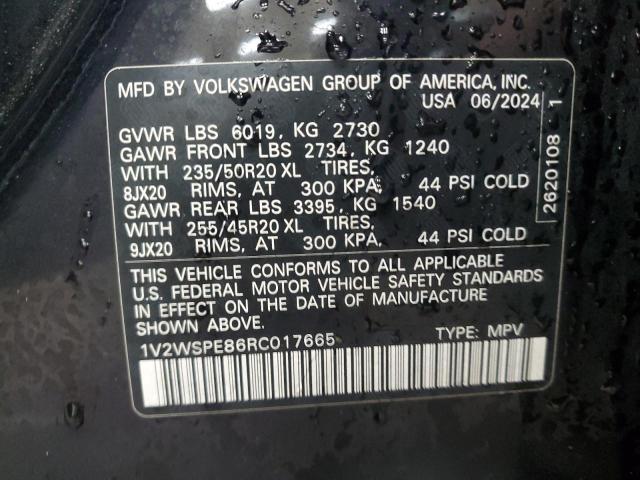 MFD BY VOLKSWAGEN GROUP OF AMERICA, INC.
USA 06/2024
GVWR LBS 6019, KG 2730
GAWR FRONT LBS 2734, KG 1240
WITH 235/50R20 XL TIRES,
8JX20 RIMS, AT 300 KPA, 44 PSI COLD
GAWR REAR LBS 3395, KG 1540
WITH 255/45R20 XL TIRES,
9JX20 RIMS, AT 300 KPA, 44 PSI COLD
THIS VEHICLE CONFORMS TO ALL APPLICABLE
U.S. FEDERAL MOTOR VEHICLE SAFETY STANDARDS
IN EFFECT ON THE DATE OF MANUFACTURE
SHOWN ABOVE.
1V2WSPE86RC017665 TYPE: MPV
2620108 1